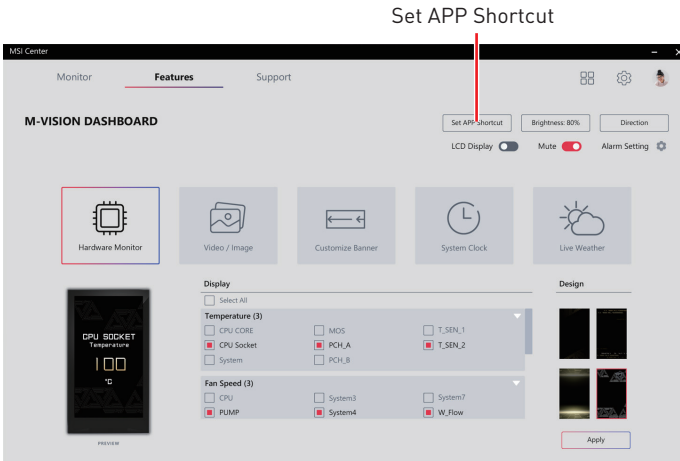 Set APP Shortcut
MSI Center
Monitor Features Support
M-VISION DASHBOARD
Set APP Shortcut Brightness: 80% Direction
LCD Display Mute Alarm Setting
Hardware Monitor Video / Image Customize Banner System Clock Live Weather
Display Design
Select All
Temperature (3)
CPU CORE MOS T_SEN_1
CPU Socket PCH_A T_SEN_2
System PCH_B
Fan Speed (3)
CPU System3 System7
PUMP System4 W_Flow
CPU SOCKET
Temperature
100
°C
PREVIEW
Apply